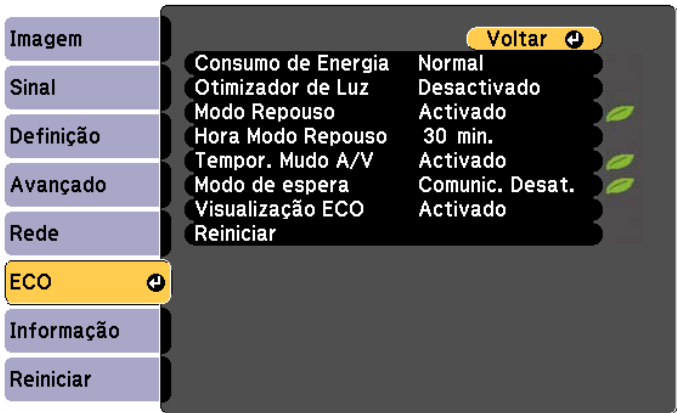 Imagem
Sinal
Definição
Avançado
Rede
ECO
Informação
Reiniciar
Voltar
Consumo de Energia Normal
Otimizador de Luz Desactivado
Modo Repouso Activado
Hora Modo Repouso 30 min.
Tempor. Mudo A/V Activado
Modo de espera Comunic. Desat.
Visualização ECO Activado
Reiniciar